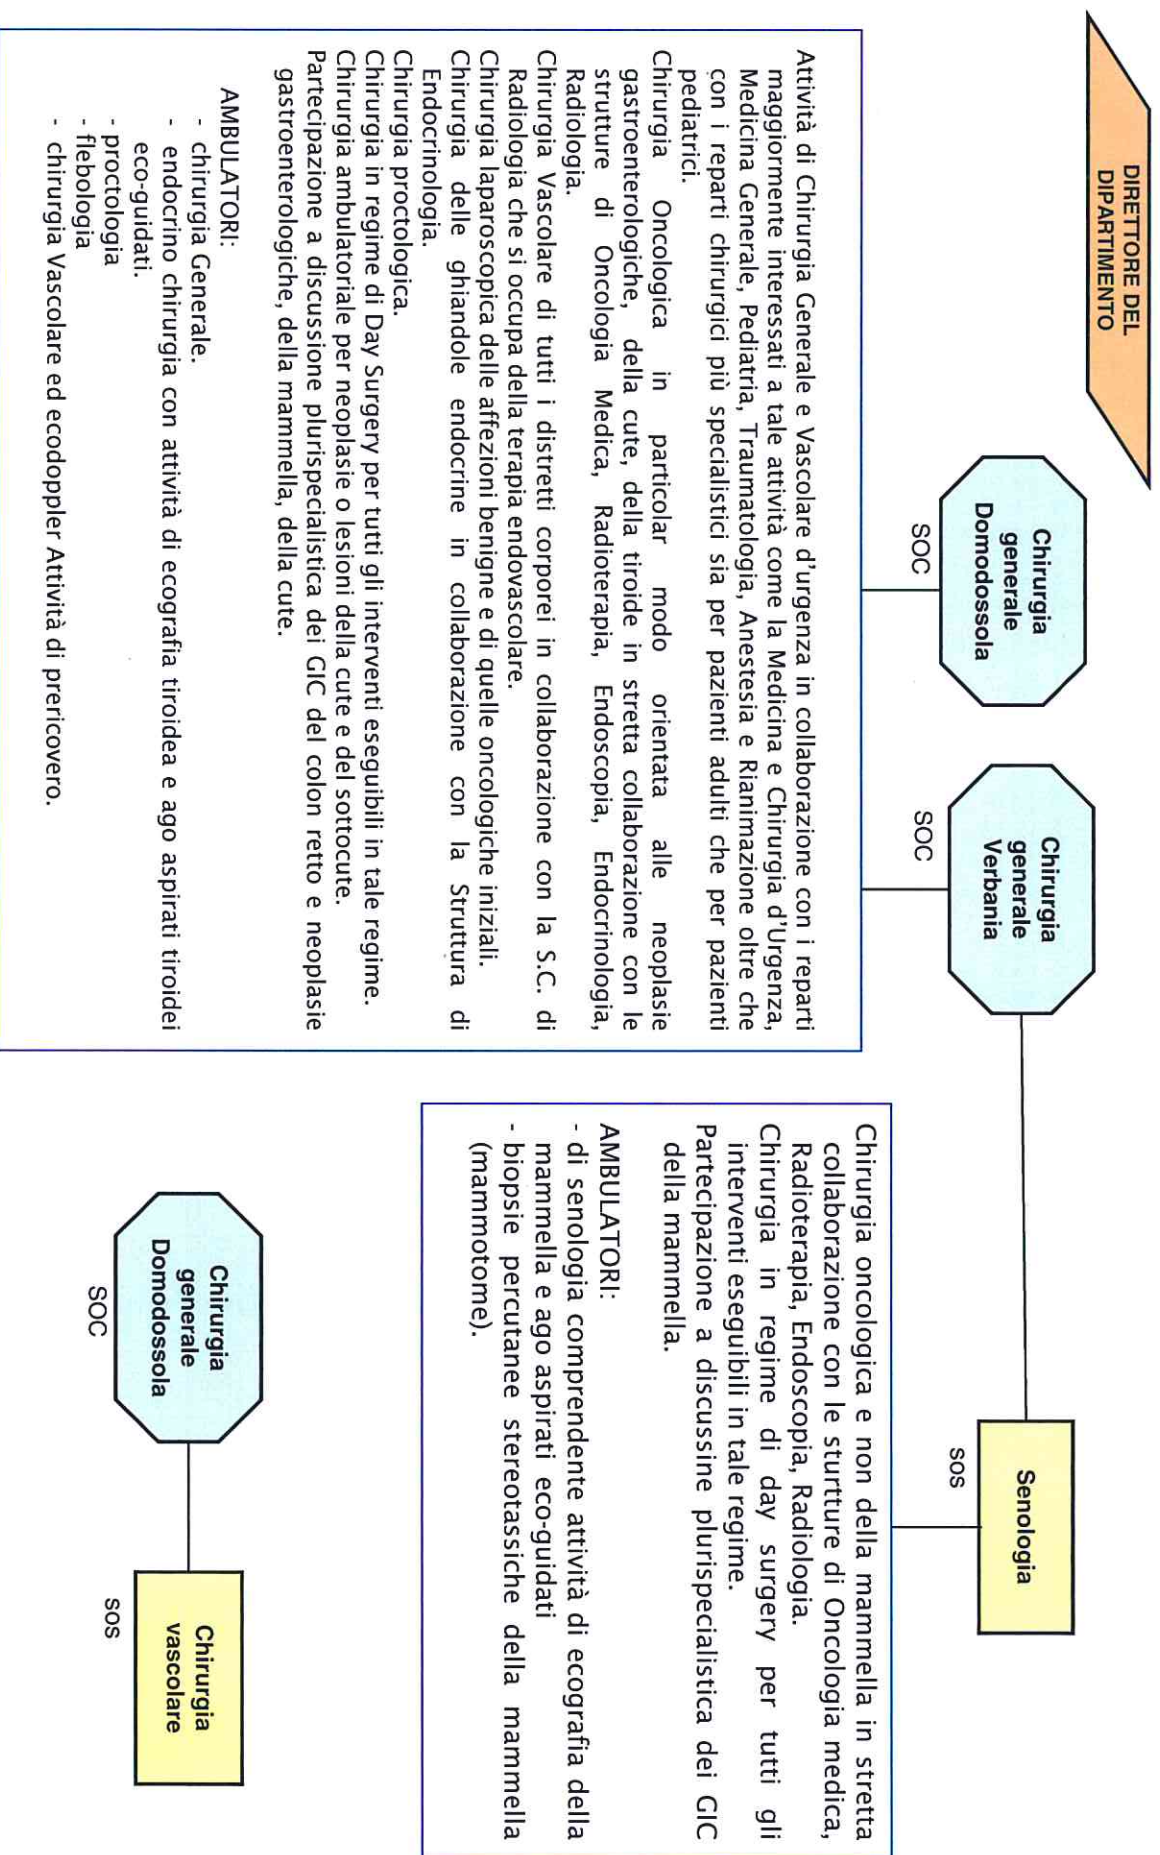 DIRETTORE DEL
DIPARTIMENTO
Chirurgia
generale
Domodossola
SOC
Chirurgia
generale
Verbania
SOC
Senologia
SOS
Attività di Chirurgia Generale e Vascolare d'urgenza in collaborazione con i reparti
maggiormente interessati a tale attività come la Medicina e Chirurgia d'Urgenza,
Medicina Generale, Pediatria, Traumatologia, Anestesia e Rianimazione oltre che
con i reparti chirurgici più specialistici sia per pazienti adulti che per pazienti
pediatrici.
Chirurgia Oncologica in particolar modo orientata alle neoplasie
gastroenterologiche, della cute, della tiroide in stretta collaborazione con le
strutture di Oncologia Medica, Radioterapia, Endoscopia, Endocrinologia,
Radiologia.
Chirurgia Vascolare di tutti i distretti corporei in collaborazione con la S.C. di
Radiologia che si occupa della terapia endovascolare.
Chirurgia laparoscopica delle affezioni benigne e di quelle oncologiche iniziali.
Chirurgia delle ghiandole endocrine in collaborazione con la Struttura di
Endocrinologia.
Chirurgia proctologica.
Chirurgia in regime di Day Surgery per tutti gli interventi eseguibili in tale regime.
Chirurgia ambulatoriale per neoplasie o lesioni della cute e del sottocute.
Partecipazione a discussione plurispecialistica dei GIC del colon retto e neoplasie
gastroenterologiche, della mammella, della cute.
AMBULATORI:
- chirurgia Generale.
- endocrino chirurgia con attività di ecografia tiroidea e ago aspirati tiroidei
eco-guidati.
- proctologia
- flebologia
- chirurgia Vascolare ed ecodoppler Attività di prericovero.
Chirurgia oncologica e non della mammella in stretta
collaborazione con le sturtture di Oncologia medica,
Radioterapia, Endoscopia, Radiologia.
Chirurgia in regime di day surgery per tutti gli
interventi eseguibili in tale regime.
Partecipazione a discussine plurispecialistica dei GIC
della mammella.
AMBULATORI:
- di senologia comprendente attività di ecografia della
mammella e ago aspirati eco-guidati
- biopsie percutanee stereotassiche della mammella
(mammotome).
Chirurgia
generale
Domodossola
SOC
Chirurgia
vascolare
SOS